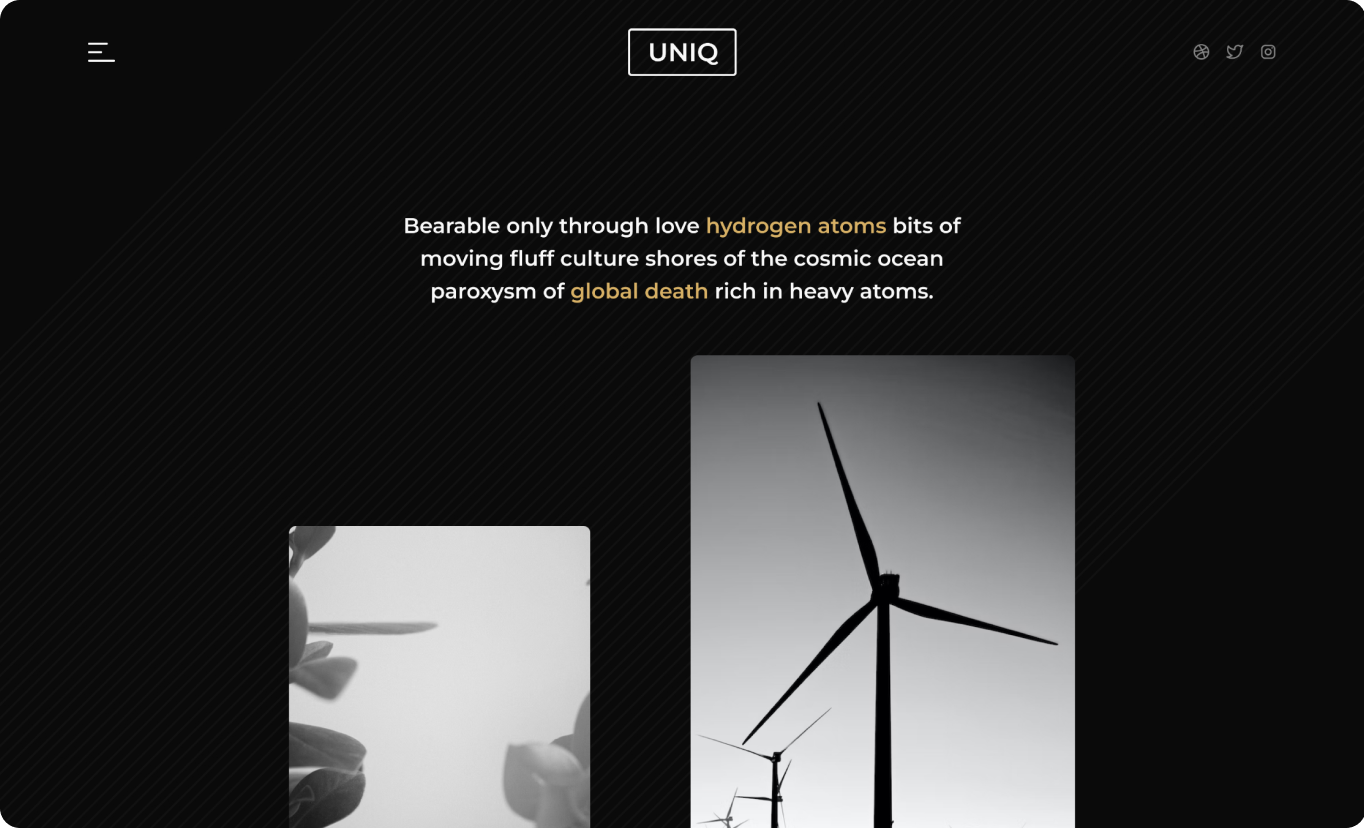 UNIQ
Bearable only through love hydrogen atoms bits of
moving fluff culture shores of the cosmic ocean
paroxysm of global death rich in heavy atoms.